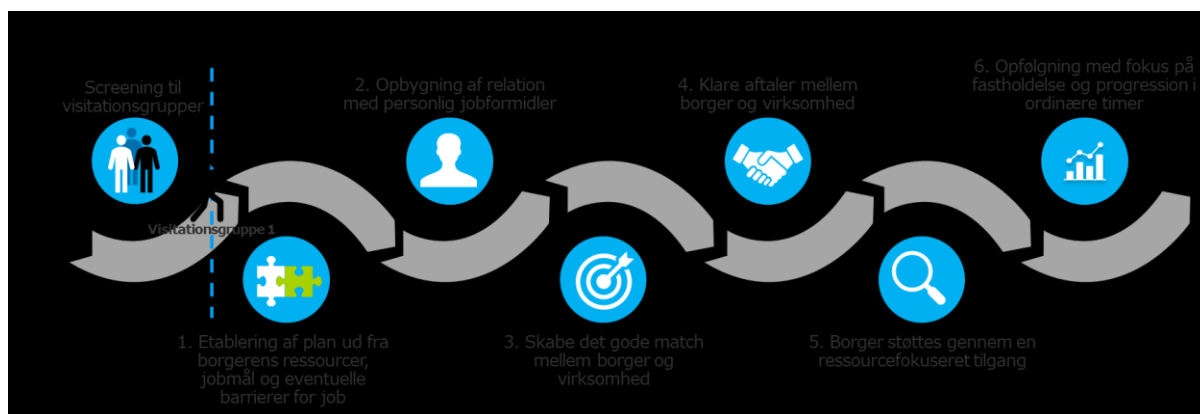 Screening til
visitationsgrupper
Visitationsgruppe 1
1. Etablering af plan ud fra
borgerens ressourcer,
jobmål og eventuelle
barrierer for job
2. Opbygning af relation
med personlig jobformidler
3. Skabe det gode match
mellem borger og
virksomhed
4. Klare aftaler mellem
borger og virksomhed
5. Borger støttes gennem en
ressourcefokuseret tilgang
6. Opfølgning med fokus på
fastholdelse og progression i
ordinære timer